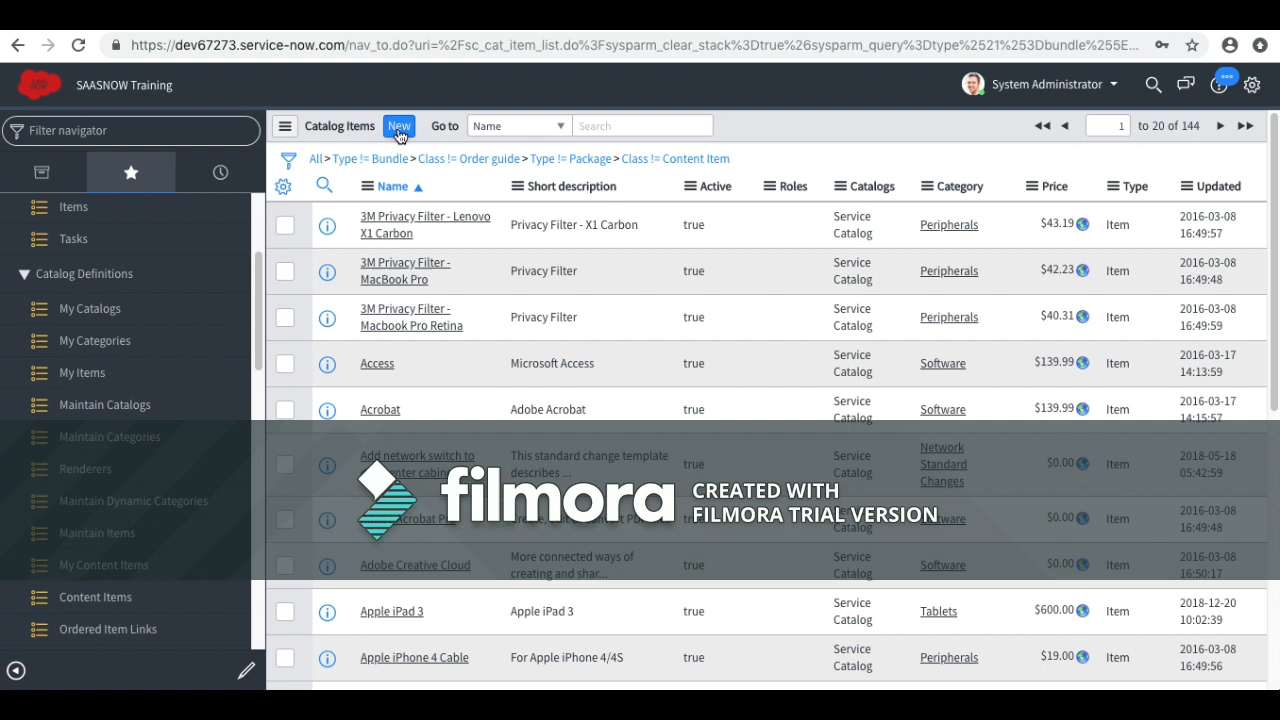 https://dev67273.service-now.com/nav_to.do?uri=%2Fsc_cat_item_list.do%3Fsysparm_clear_stack%3Dtrue%26sysparm_query%3Dtype%2521%253Dbundle%255E...
SAASNOW Training
System Administrator
Filter navigator
Items
Tasks
Catalog Definitions
My Catalogs
My Categories
My Items
Maintain Catalogs
Maintain Categories
Renderers
Maintain Dynamic Categories
Maintain Items
My Content Items
Content Items
Ordered Item Links
Catalog Items New Go to Name Search 1 to 20 of 144
All > Type != Bundle > Class != Order guide > Type != Package > Class != Content Item
Name Short description Active Roles Catalogs Category Price Type Updated
3M Privacy Filter - Lenovo Service 2016-03-08
X1 Carbon Privacy Filter - X1 Carbon true Catalog Peripherals $43.19 Item 16:49:57
3M Privacy Filter - Service 2016-03-08
MacBook Pro Privacy Filter true Catalog Peripherals $42.23 Item 16:49:48
3M Privacy Filter - Service 2016-03-08
Macbook Pro Retina Privacy Filter true Catalog Peripherals $40.31 Item 16:49:59
Access Microsoft Access true Service Catalog Software $139.99 Item 2016-03-17 14:13:59
Acrobat Adobe Acrobat true Service Catalog Software $139.99 Item 2016-03-17 14:15:57
Add network switch to This standard change template describes ... true Service Catalog Network Standard Changes $0.00 Item 2018-05-18 05:42:59
true Service Catalog $0.00 Item 2016-03-08 16:49:48
Adobe Creative Cloud More connected ways of creating and shar... true Service Catalog Software $0.00 Item 2016-03-08 16:50:17
Apple iPad 3 Apple iPad 3 true Service Catalog Tablets $600.00 Item 2018-12-20 10:02:39
Apple iPhone 4 Cable For Apple iPhone 4/4S true Service Catalog Peripherals $19.00 Item 2016-03-08 16:49:56
filmora
CREATED WITH
FILMORA TRIAL VERSION